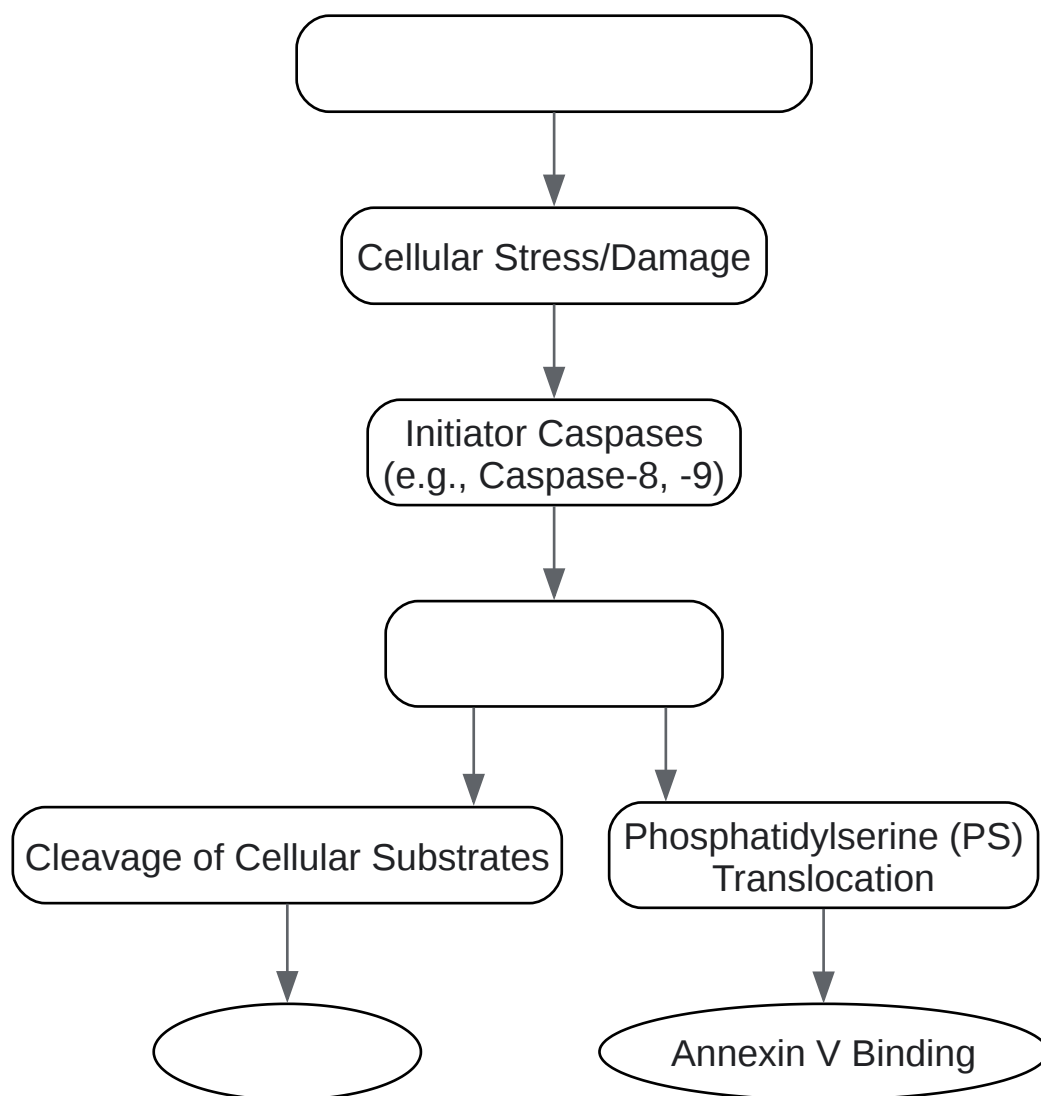 Cellular Stress/Damage
Initiator Caspases
(e.g., Caspase-8, -9)
Cleavage of Cellular Substrates
Phosphatidylserine (PS)
Translocation
Annexin V Binding